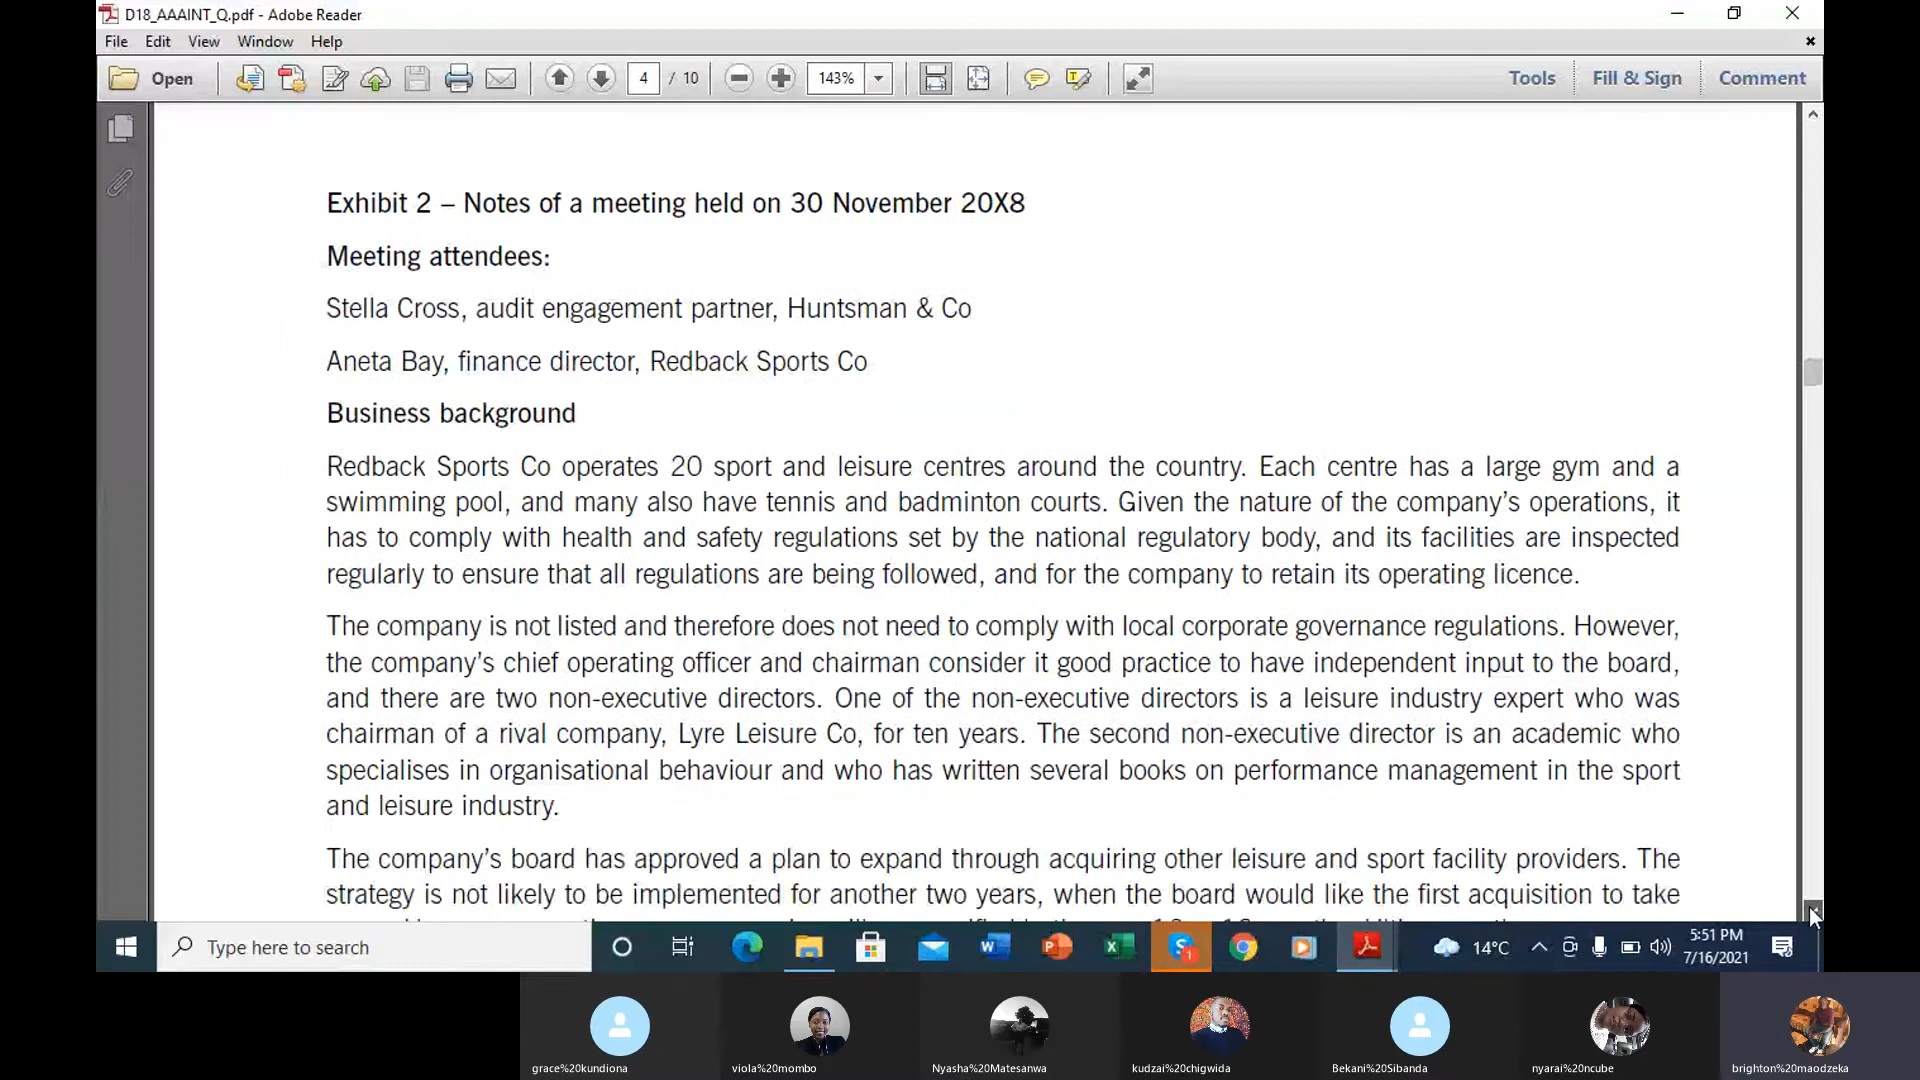 D18_AAAINT_Q.pdf - Adobe Reader
File Edit View Window Help
Open 4 / 10 143% Tools Fill & Sign Comment
Exhibit 2 – Notes of a meeting held on 30 November 20X8
Meeting attendees:
Stella Cross, audit engagement partner, Huntsman & Co
Aneta Bay, finance director, Redback Sports Co
Business background
Redback Sports Co operates 20 sport and leisure centres around the country. Each centre has a large gym and a
swimming pool, and many also have tennis and badminton courts. Given the nature of the company's operations, it
has to comply with health and safety regulations set by the national regulatory body, and its facilities are inspected
regularly to ensure that all regulations are being followed, and for the company to retain its operating licence.
The company is not listed and therefore does not need to comply with local corporate governance regulations. However,
the company's chief operating officer and chairman consider it good practice to have independent input to the board,
and there are two non-executive directors. One of the non-executive directors is a leisure industry expert who was
chairman of a rival company, Lyre Leisure Co, for ten years. The second non-executive director is an academic who
specialises in organisational behaviour and who has written several books on performance management in the sport
and leisure industry.
The company's board has approved a plan to expand through acquiring other leisure and sport facility providers. The
strategy is not likely to be implemented for another two years, when the board would like the first acquisition to take
Type here to search 1 14°C 5:51 PM
7/16/2021
grace%20kundiona viola%20mombo Nyasha%20Matesanwa kudzai%20chigwida Bekani%20Sibanda nyarai%20ncube brighton%20maodzeka